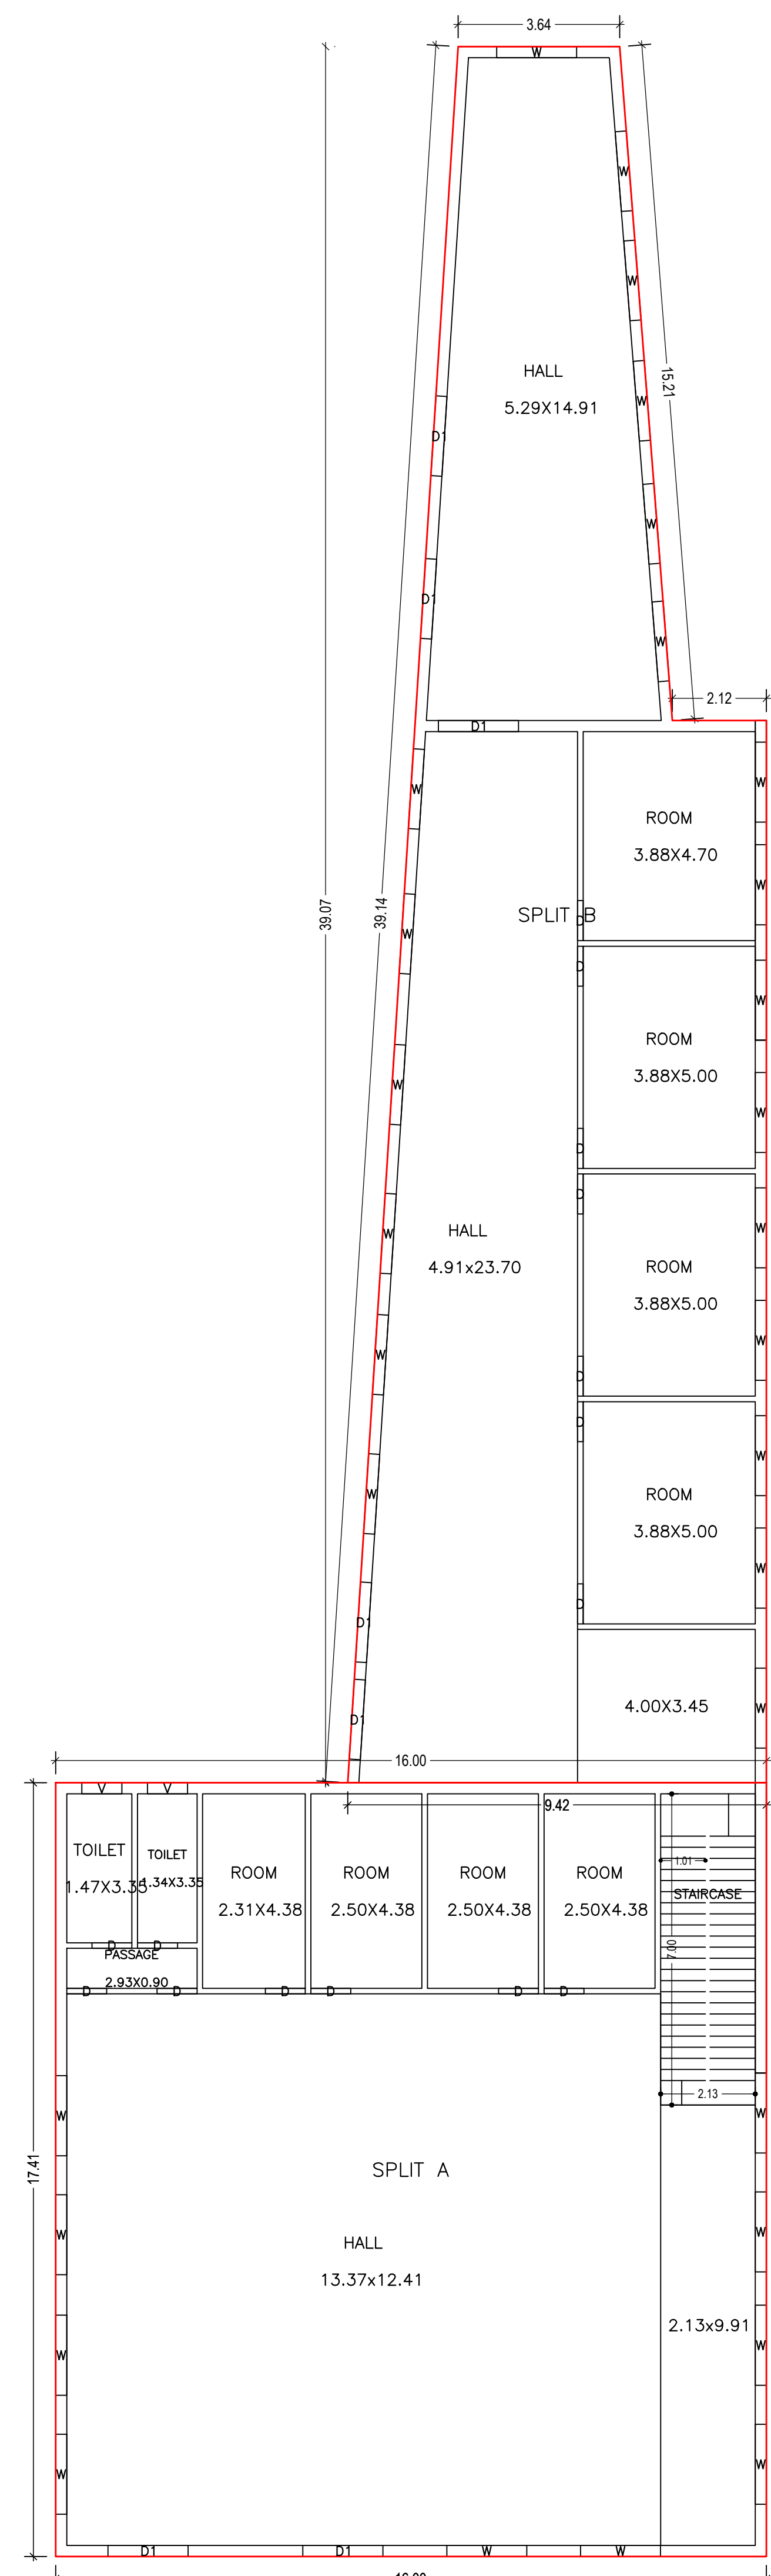 3.64
W
W
W
HALL
15.21
5.29X14.91
W
D1
W
D1
W
2.12
D1
W
W
ROOM
3.88X4.70
W
39.07
39.14
SPLIT B
D
W
D
W
ROOM
3.88X5.00
W
W
D
D
HALL
W
W
4.91x23.70
ROOM
3.88X5.00
W
W
D
D
W
W
ROOM
3.88X5.00
W
D
D1
4.00X3.45
W
D1
16.00
V
V
9.42
TOILET
1.47X3.35
TOILET
1.34X3.35
ROOM
2.31X4.38
ROOM
2.50X4.38
ROOM
2.50X4.38
ROOM
2.50X4.38
1.01
STAIRCASE
7.00
D
D
PASSAGE
2.93X0.90
D
D
D
D
D
D
2.13
W
W
17.41
SPLIT A
W
W
HALL
13.37x12.41
2.13x9.91
W
W
W
W
D1
D1
W
W